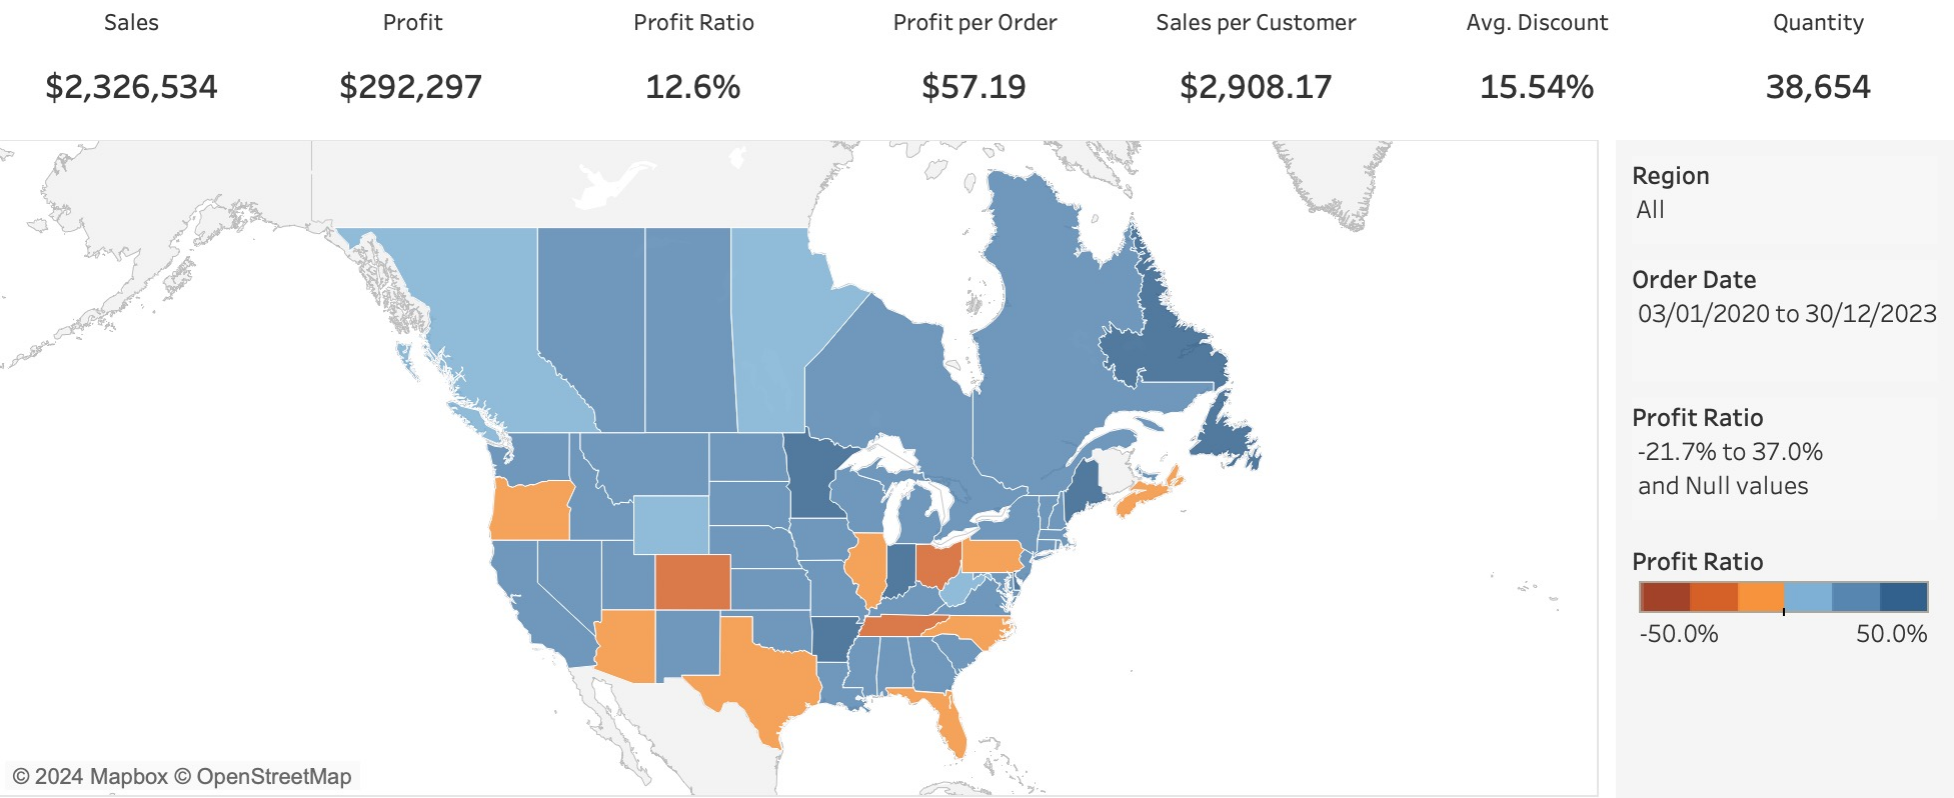 Sales
Profit
Profit Ratio
Profit per Order
Sales per Customer
Avg. Discount
Quantity
$2,326,534
$292,297
12.6%
$57.19
$2,908.17
15.54%
38,654
Region
All
Order Date
03/01/2020 to 30/12/2023
Profit Ratio
-21.7% to 37.0%
and Null values
Profit Ratio
-50.0%
50.0%
© 2024 Mapbox © OpenStreetMap